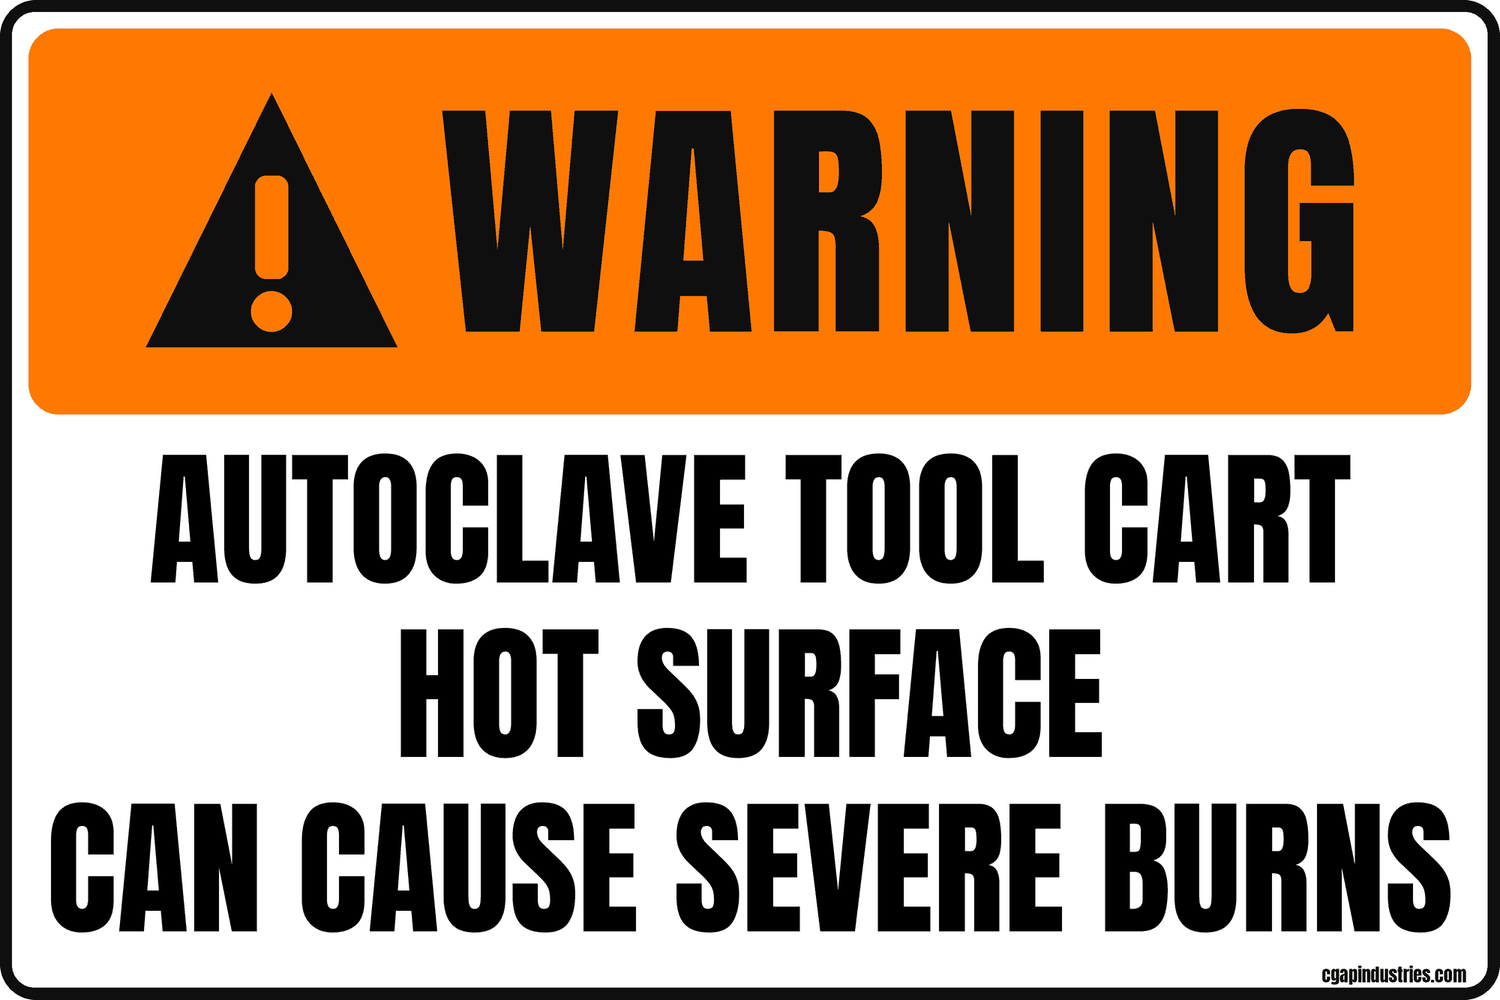 WARNING
AUTOCLAVE TOOL CART
HOT SURFACE
CAN CAUSE SEVERE BURNS
cgapindustries.com